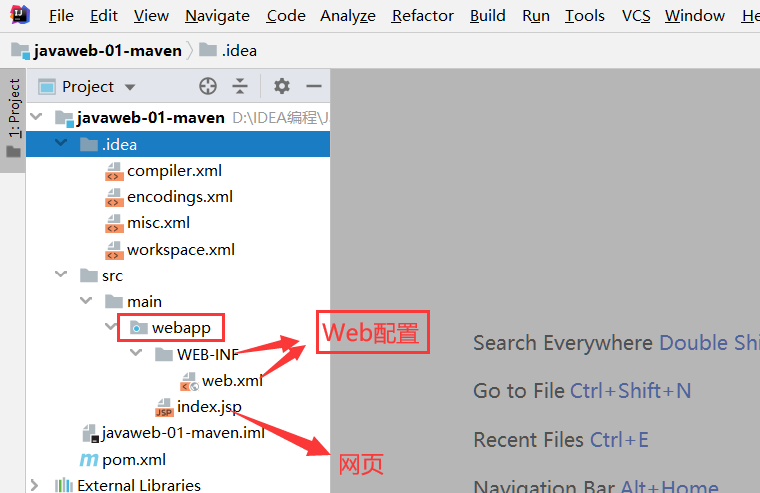 File Edit View Navigate Code Analyze Refactor Build Run Tools VCS Window He
javaweb-01-maven .idea
1: Project
Project
javaweb-01-maven D:\IDEA编程\J
.idea
compiler.xml
encodings.xml
misc.xml
workspace.xml
src
main
webapp
WEB-INF
web.xml
index.jsp
javaweb-01-maven.iml
pom.xml
External Libraries
Web配置
网页
Search Everywhere Double Shi
Go to File Ctrl+Shift+N
Recent Files Ctrl+E
Navigation Bar Alt+Home